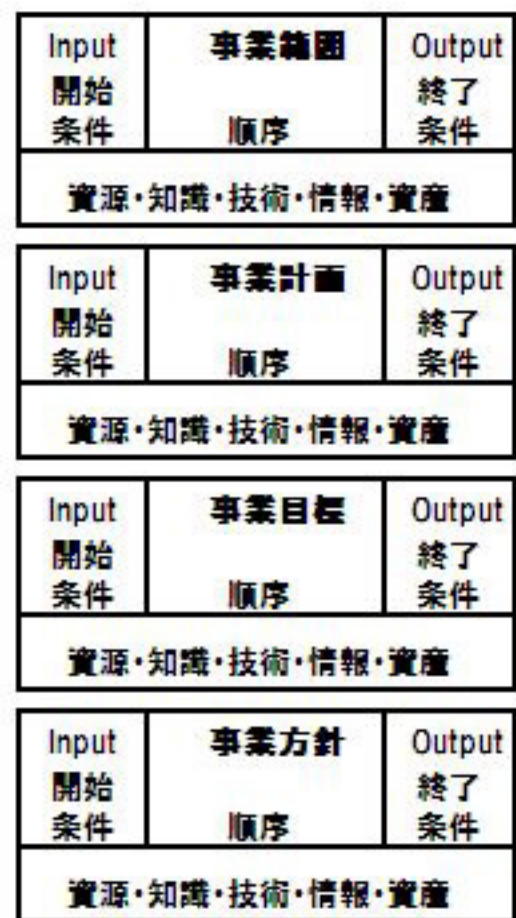 Input 事業範囲 Output
開始 終了
条件 順序 条件
資源・知識・技術・情報・資産
Input 事業計画 Output
開始 終了
条件 順序 条件
資源・知識・技術・情報・資産
Input 事業目標 Output
開始 終了
条件 順序 条件
資源・知識・技術・情報・資産
Input 事業方針 Output
開始 終了
条件 順序 条件
資源・知識・技術・情報・資産